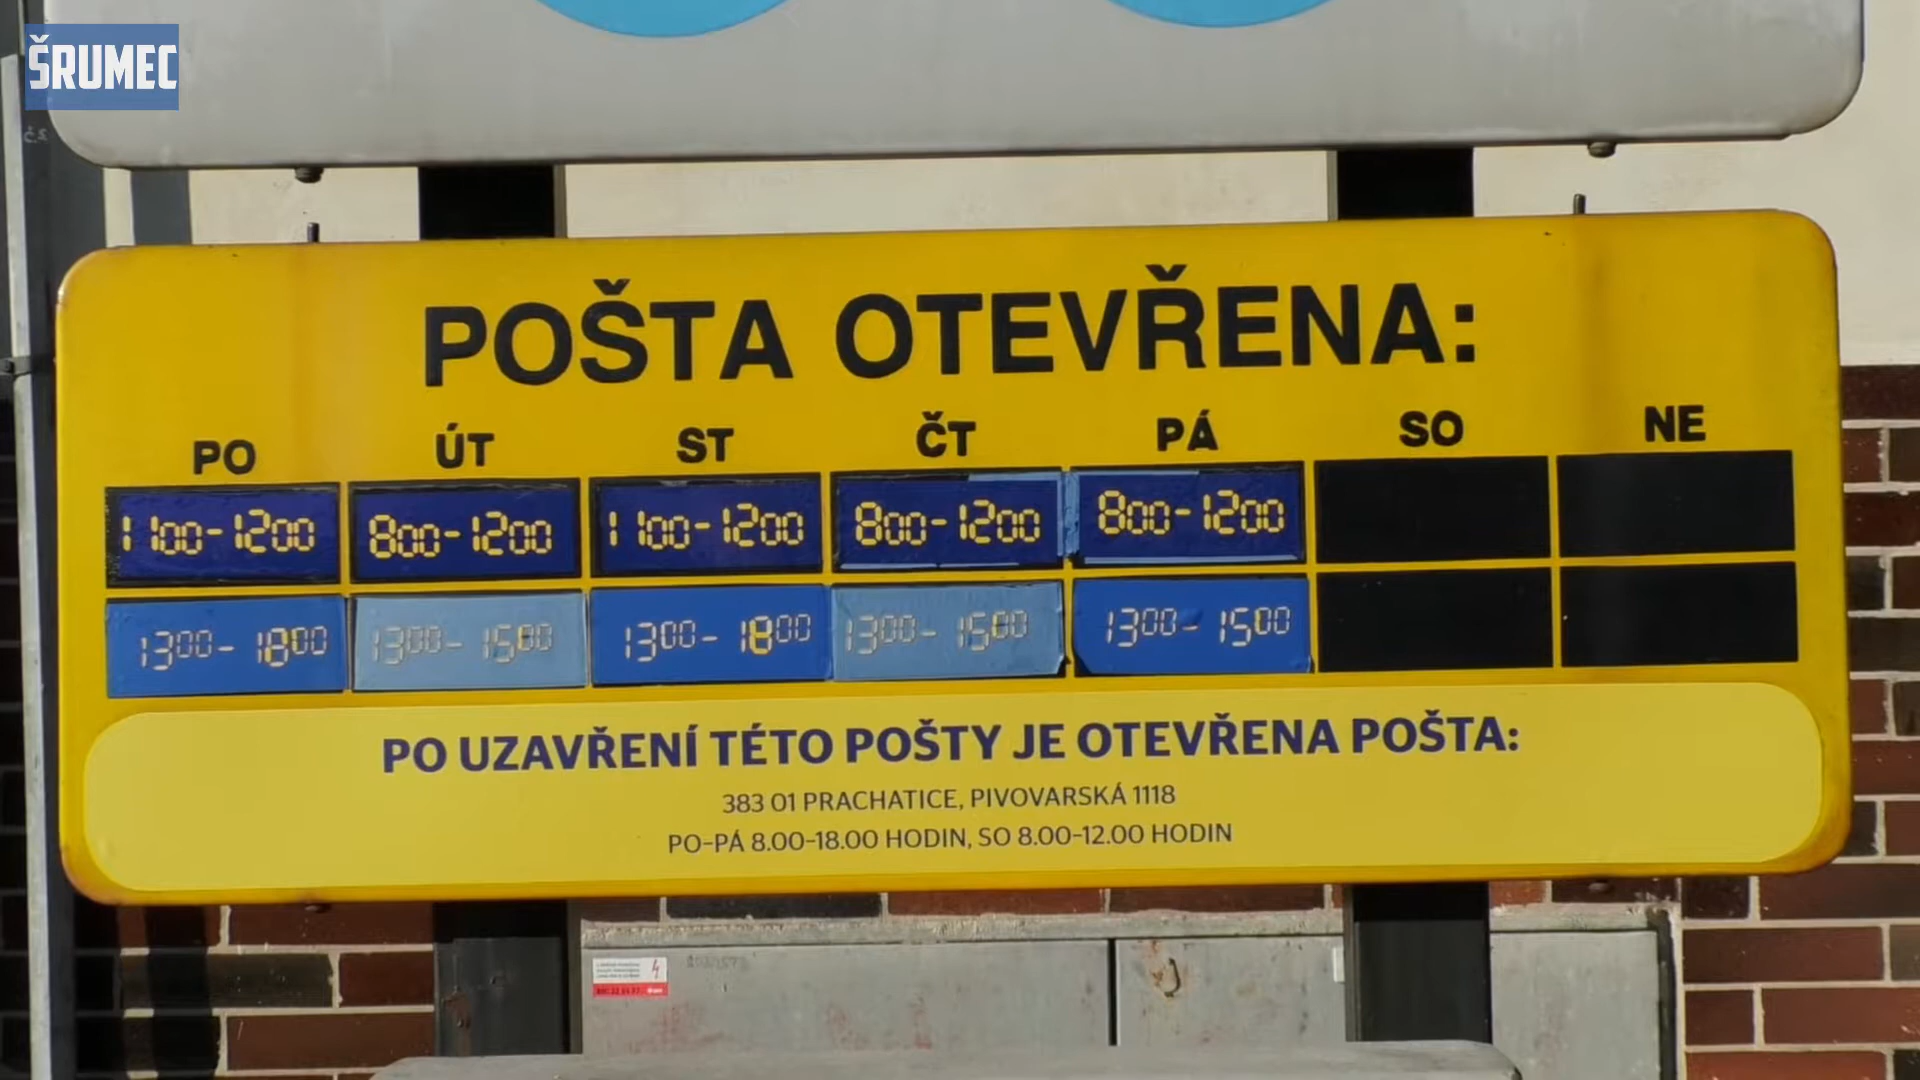 ŠRUMEC
POŠTA OTEVŘENA:
PO ÚT ST ČT PÁ SO NE
1100-1200 800-1200 1100-1200 800-1200 800-1200
1300-1800 1300-1500 1300-1800 1300-1500 1300-1500
PO UZAVŘENÍ TÉTO POŠTY JE OTEVŘENA POŠTA:
383 01 PRACHATICE, PIVOVARSKÁ 1118
PO-PÁ 8.00-18.00 HODIN, SO 8.00-12.00 HODIN